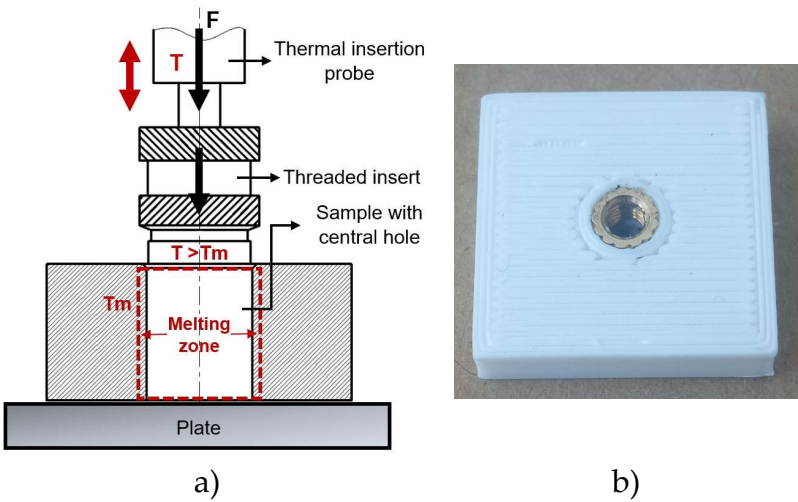 F
T
Thermal insertion
probe
Threaded insert
Sample with
central hole
T >Tm
Tm
Melting
zone
Plate
a)
b)